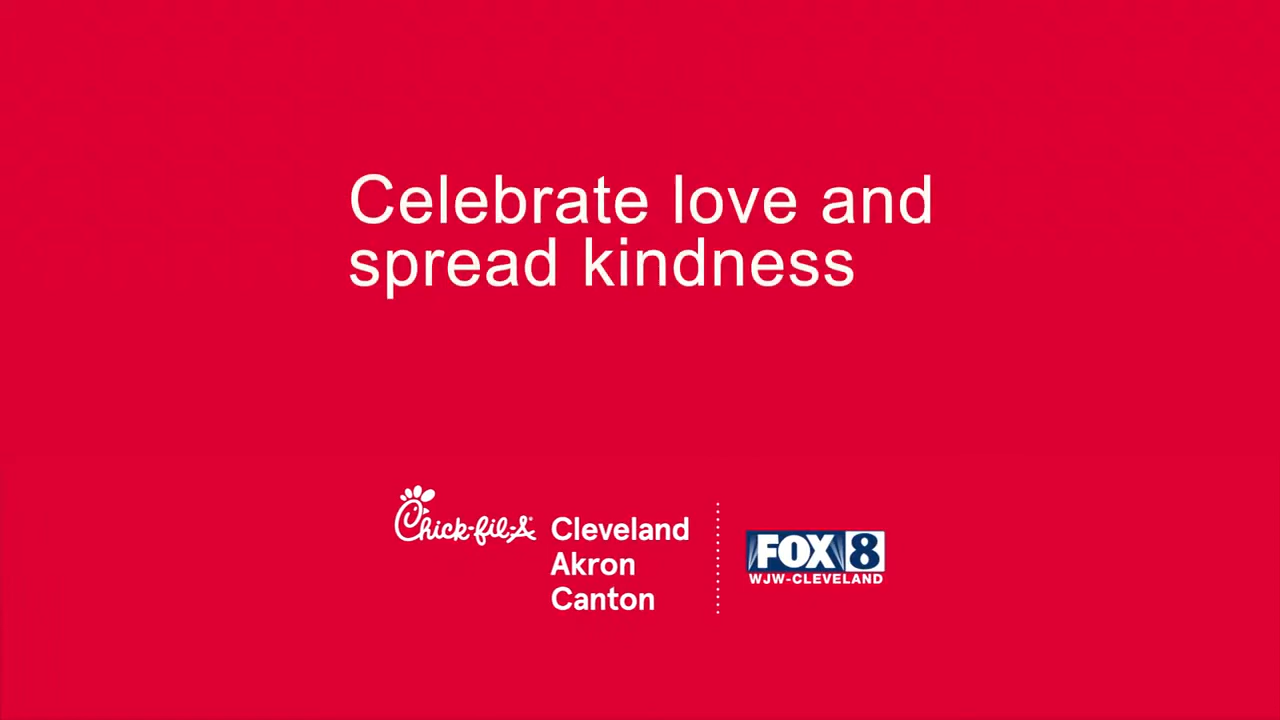 Celebrate love and
spread kindness
Chick-fil-A® Cleveland
Akron
Canton
FOX 8
WJW-CLEVELAND